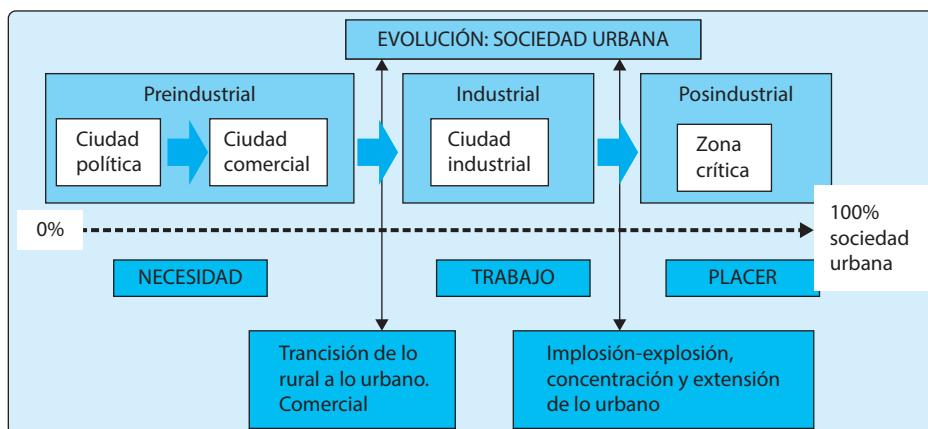 EVOLUCIÓN: SOCIEDAD URBANA
Preindustrial
Industrial
Posindustrial
Ciudad
política
Ciudad
comercial
Ciudad
industrial
Zona
crítica
0%
100%
sociedad
urbana
NECESIDAD
TRABAJO
PLACER
Trancisión de lo
rural a lo urbano.
Comercial
Implosión-explosión,
concentración y extensión
de lo urbano